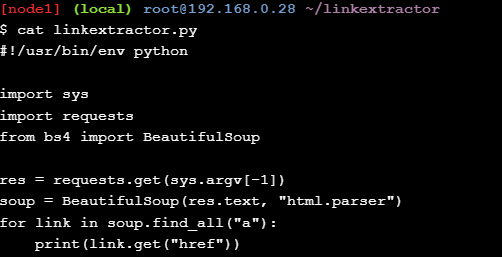 [node1] (local) root@192.168.0.28 ~/linkextractor
$ cat linkextractor.py
#!/usr/bin/env python

import sys
import requests
from bs4 import BeautifulSoup

res = requests.get(sys.argv[-1])
soup = BeautifulSoup(res.text, "html.parser")
for link in soup.find_all("a"):
    print(link.get("href"))